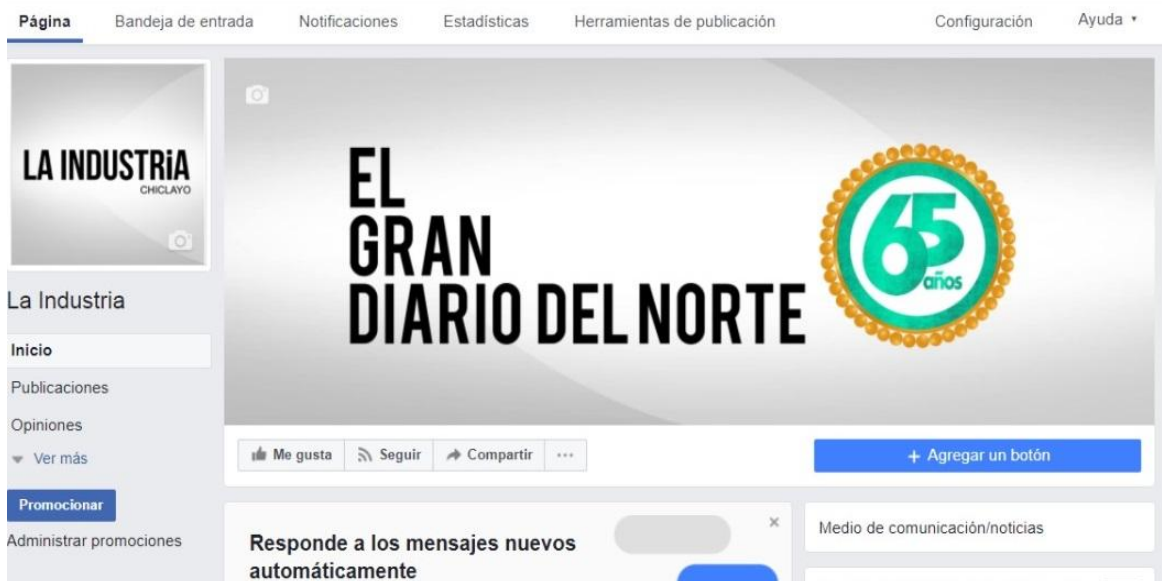 Página Bandeja de entrada Notificaciones Estadísticas Herramientas de publicación Configuración Ayuda
LA INDUSTRiA
CHICLAYO
EL
GRAN
DIARIO DEL NORTE
65
años
La Industria
Inicio
Publicaciones
Opiniones
Ver más
Promocionar
Administrar promociones
Me gusta Seguir Compartir ...
+ Agregar un botón
Responde a los mensajes nuevos
automáticamente
Medio de comunicación/noticias